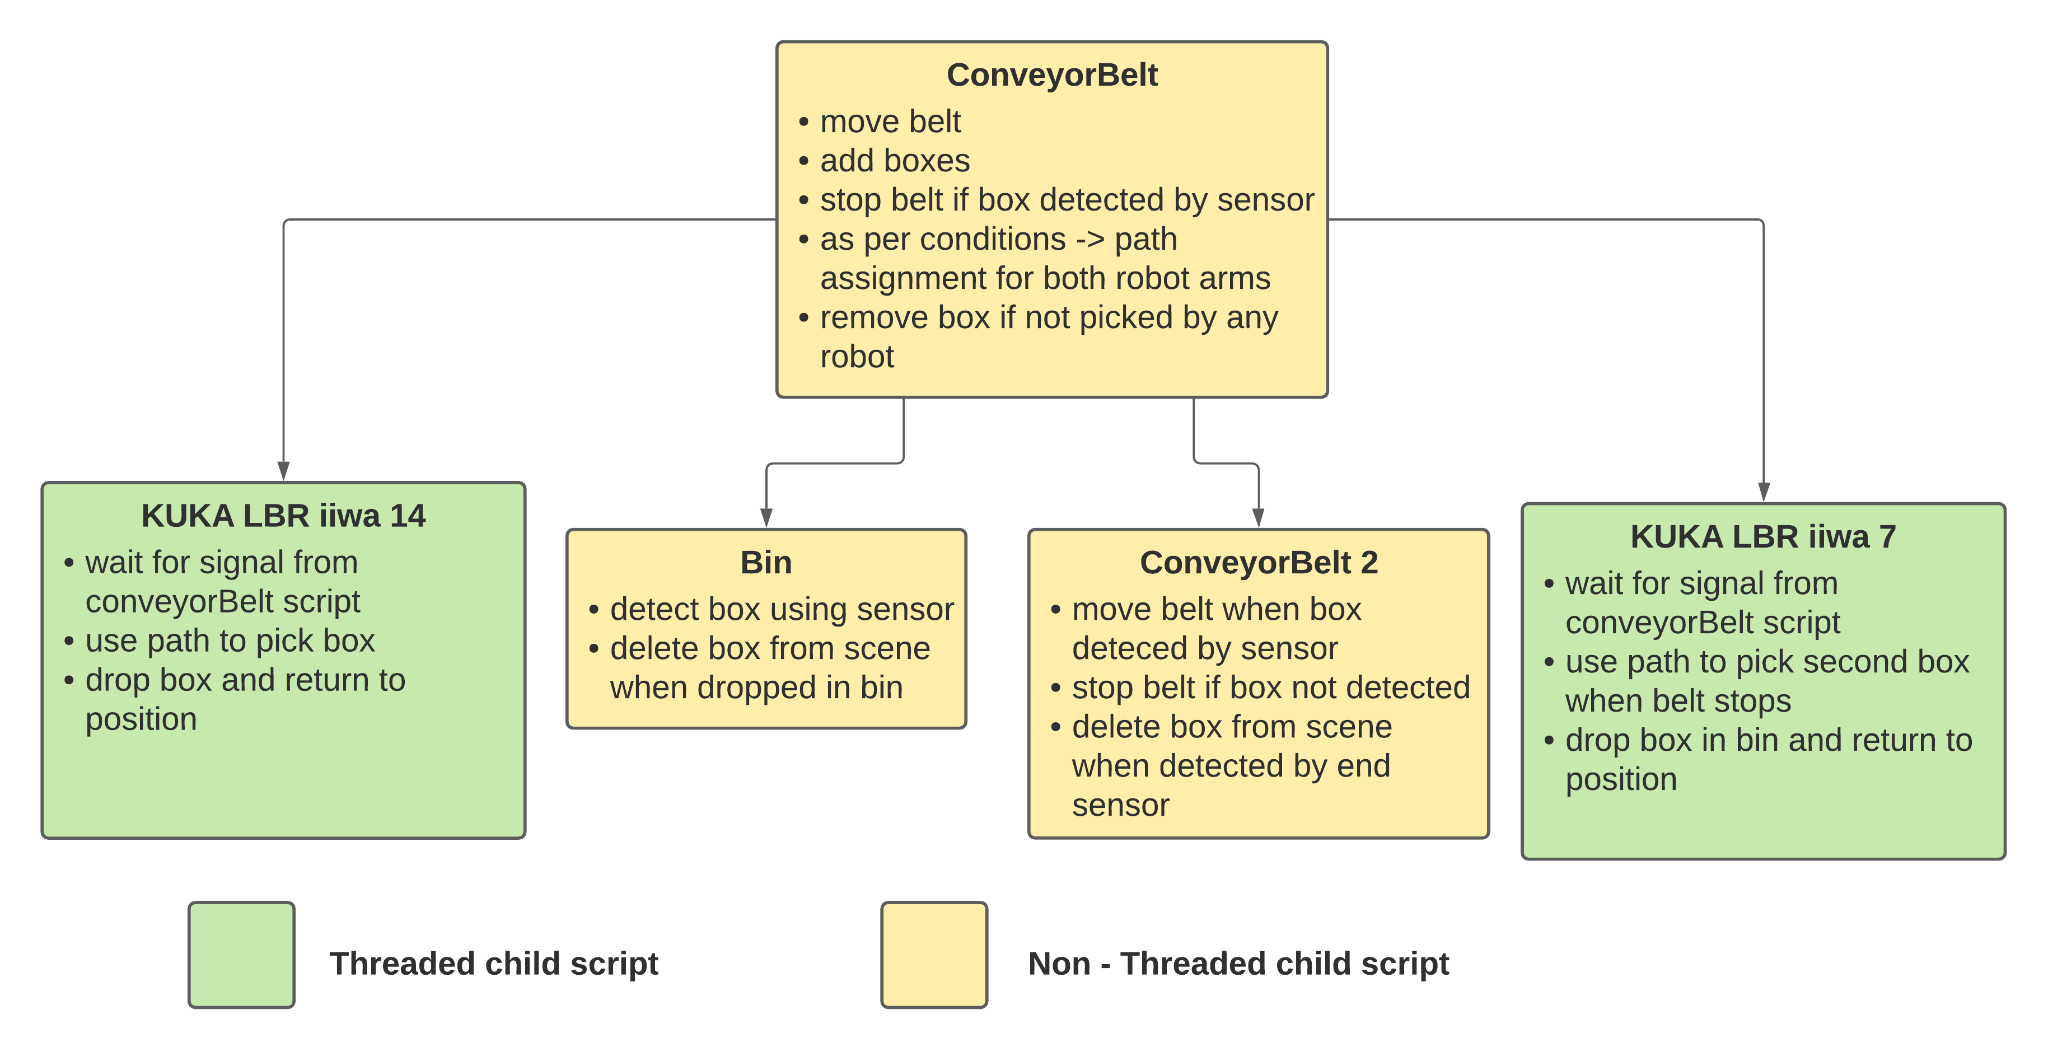 ConveyorBelt
• move belt
• add boxes
• stop belt if box detected by sensor
• as per conditions -> path
assignment for both robot arms
• remove box if not picked by any
robot
KUKA LBR iiwa 14
• wait for signal from
conveyorBelt script
• use path to pick box
• drop box and return to
position
Bin
• detect box using sensor
• delete box from scene
when dropped in bin
ConveyorBelt 2
• move belt when box
deteced by sensor
• stop belt if box not detected
• delete box from scene
when detected by end
sensor
KUKA LBR iiwa 7
• wait for signal from
conveyorBelt script
• use path to pick second box
when belt stops
• drop box in bin and return to
position
Threaded child script
Non - Threaded child script